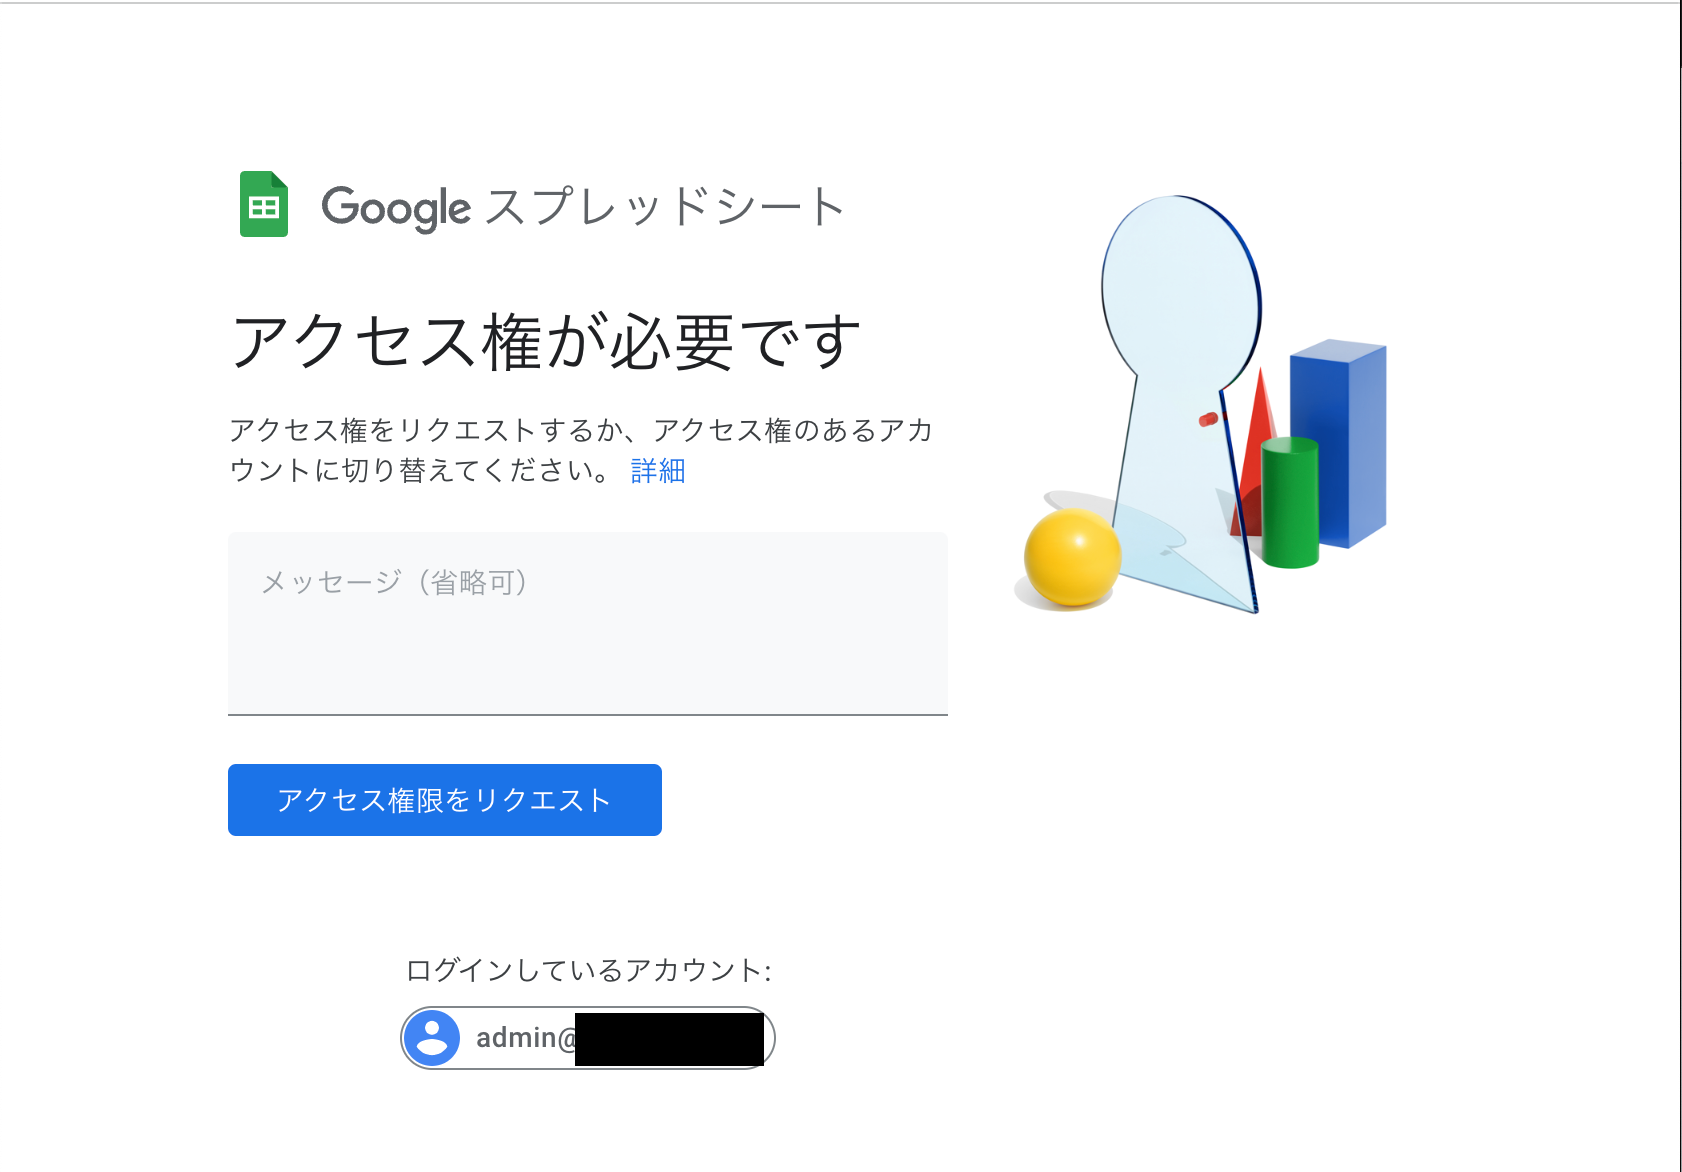 Google スプレッドシート
アクセス権が必要です
アクセス権をリクエストするか、アクセス権のあるアカ
ウントに切り替えてください。 詳細
メッセージ（省略可）
アクセス権限をリクエスト
ログインしているアカウント:
admin@